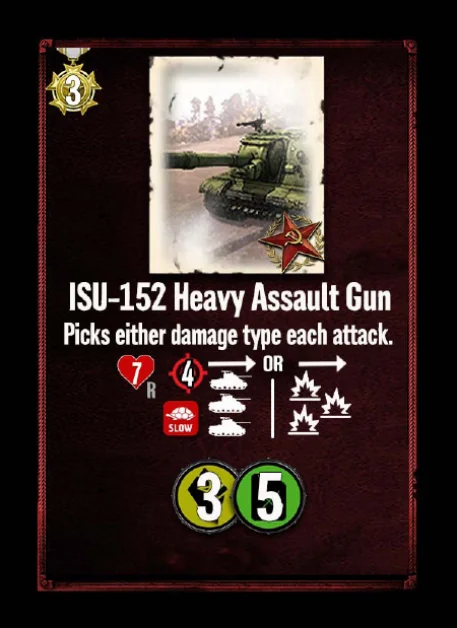 3
ISU-152 Heavy Assault Gun
Picks either damage type each attack.
7 R 4 OR
SLOW
3 5